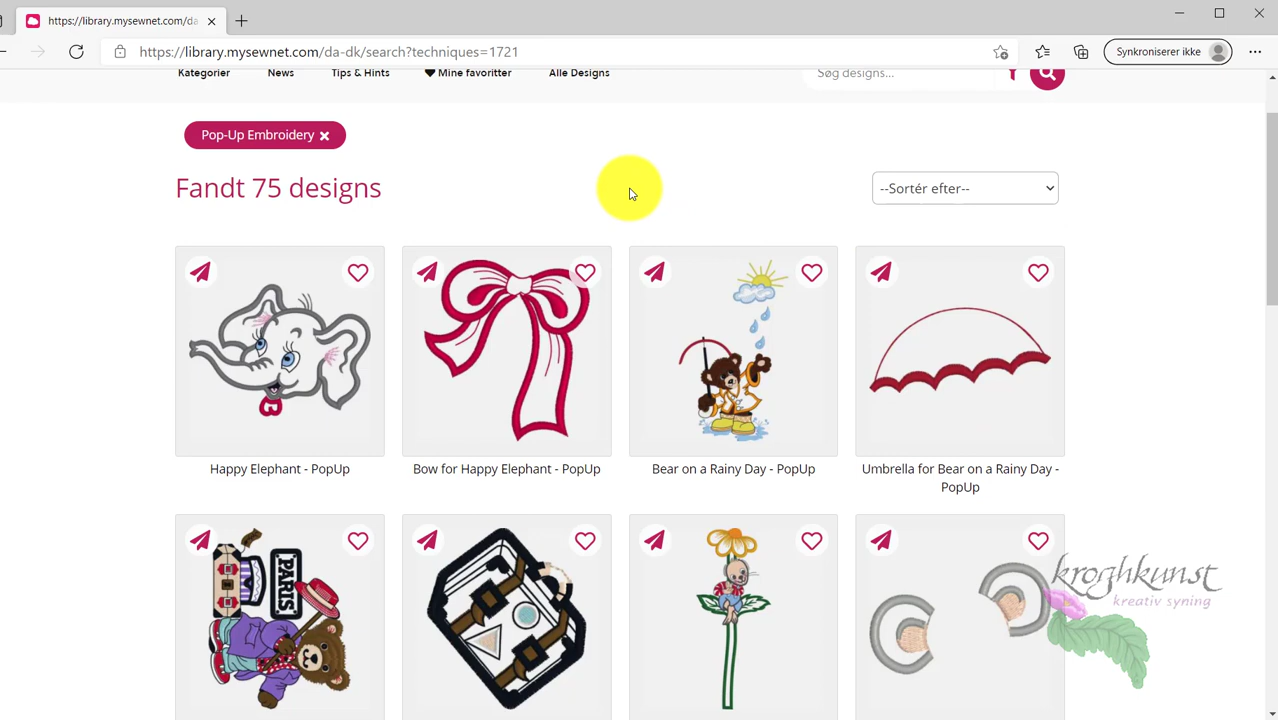 https://library.mysewnet.com/da
https://library.mysewnet.com/da-dk/search?techniques=1721
Synkroniserer ikke
Kategorier
News
Tips & Hints
Mine favoritter
Alle Designs
Søg designs...
Pop-Up Embroidery
Fandt 75 designs
--Sortér efter--
Happy Elephant - PopUp
Bow for Happy Elephant - PopUp
Bear on a Rainy Day - PopUp
Umbrella for Bear on a Rainy Day -
PopUp
PARIS
kroghkunst
kreativ syning